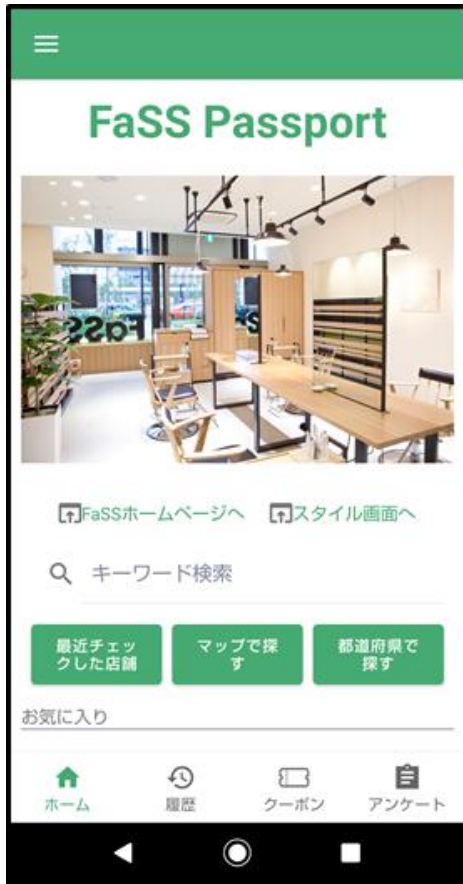 FaSS Passport
FaSS
FaSSホームページへ スタイル画面へ
キーワード検索
最近チェッ
クした店舗
マップで探
す
都道府県で
探す
お気に入り
ホーム 履歴 クーポン アンケート